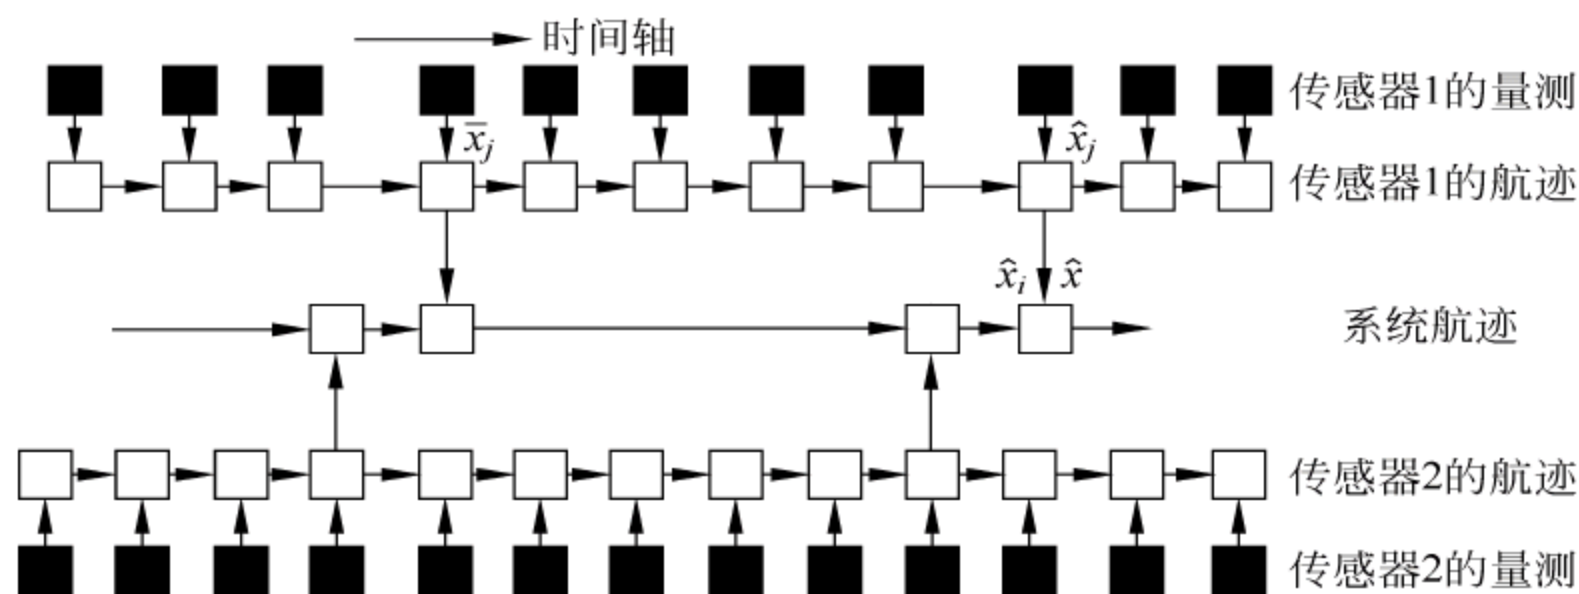 时间轴
传感器1的量测
x̄ⱼ x̂ⱼ
传感器1的航迹
x̂ᵢ x̂
系统航迹
传感器2的航迹
传感器2的量测